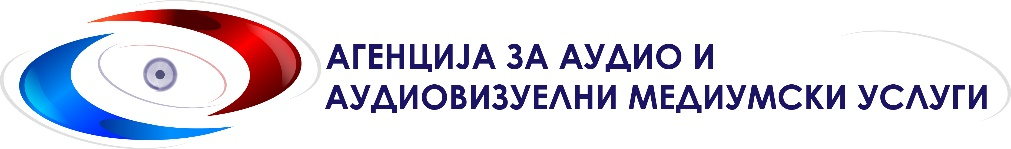 АГЕНЦИЈА ЗА АУДИО И
АУДИОВИЗУЕЛНИ МЕДИУМСКИ УСЛУГИ